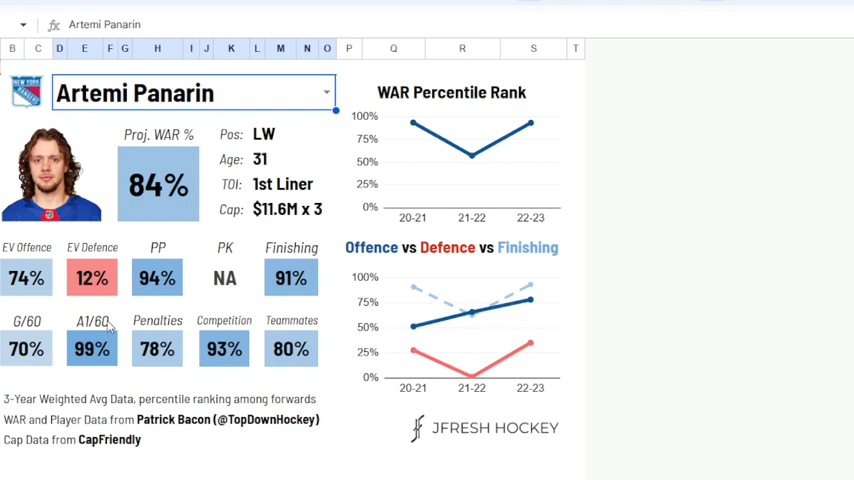 fx Artemi Panarin
B C D E F G H I J K L M N O P Q R S T
NEW YORK
RANGERS
Artemi Panarin
Proj. WAR %
84%
Pos: LW
Age: 31
TOI: 1st Liner
Cap: $11.6M x 3
EV Offence EV Defence PP PK Finishing
74% 12% 94% NA 91%
G/60 A1/60 Penalties Competition Teammates
70% 99% 78% 93% 80%
3-Year Weighted Avg Data, percentile ranking among forwards
WAR and Player Data from Patrick Bacon (@TopDownHockey)
Cap Data from CapFriendly
WAR Percentile Rank
100%
75%
50%
25%
0%
20-21 21-22 22-23
Offence vs Defence vs Finishing
100%
75%
50%
25%
0%
20-21 21-22 22-23
JFRESH HOCKEY